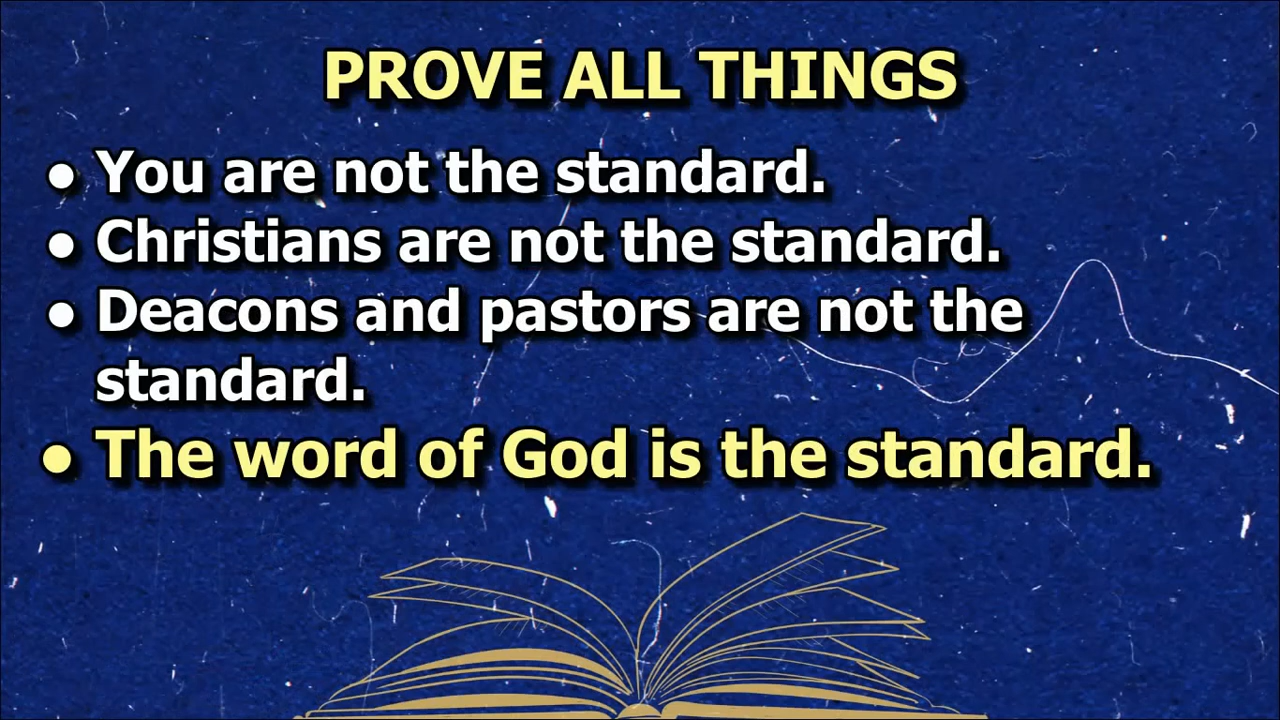 PROVE ALL THINGS
● You are not the standard.
● Christians are not the standard.
● Deacons and pastors are not the
standard.
● The word of God is the standard.